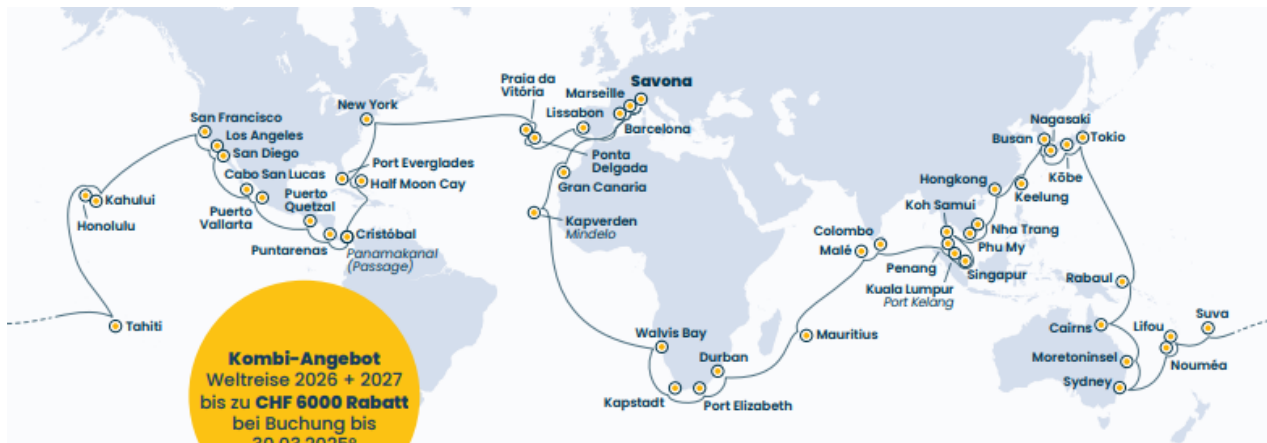 San Francisco
Los Angeles
San Diego
Cabo San Lucas
Puerto
Vallarta
Puerto
Quetzal
Puntarenas
Cristóbal
Panamakanal
(Passage)
Kahului
Honolulu
Tahiti
New York
Port Everglades
Half Moon Cay
Praia da
Vitória
Ponta
Delgada
Lissabon
Marseille
Savona
Barcelona
Gran Canaria
Kapverden
Mindelo
Walvis Bay
Kapstadt
Port Elizabeth
Durban
Mauritius
Colombo
Malé
Penang
Kuala Lumpur
Port Kelang
Singapur
Koh Samui
Phu My
Nha Trang
Hongkong
Keelung
Busan
Nagasaki
Kōbe
Tokio
Rabaul
Cairns
Moretoninsel
Sydney
Lifou
Nouméa
Suva
Kombi-Angebot
Weltreise 2026 + 2027
bis zu CHF 6000 Rabatt
bei Buchung bis